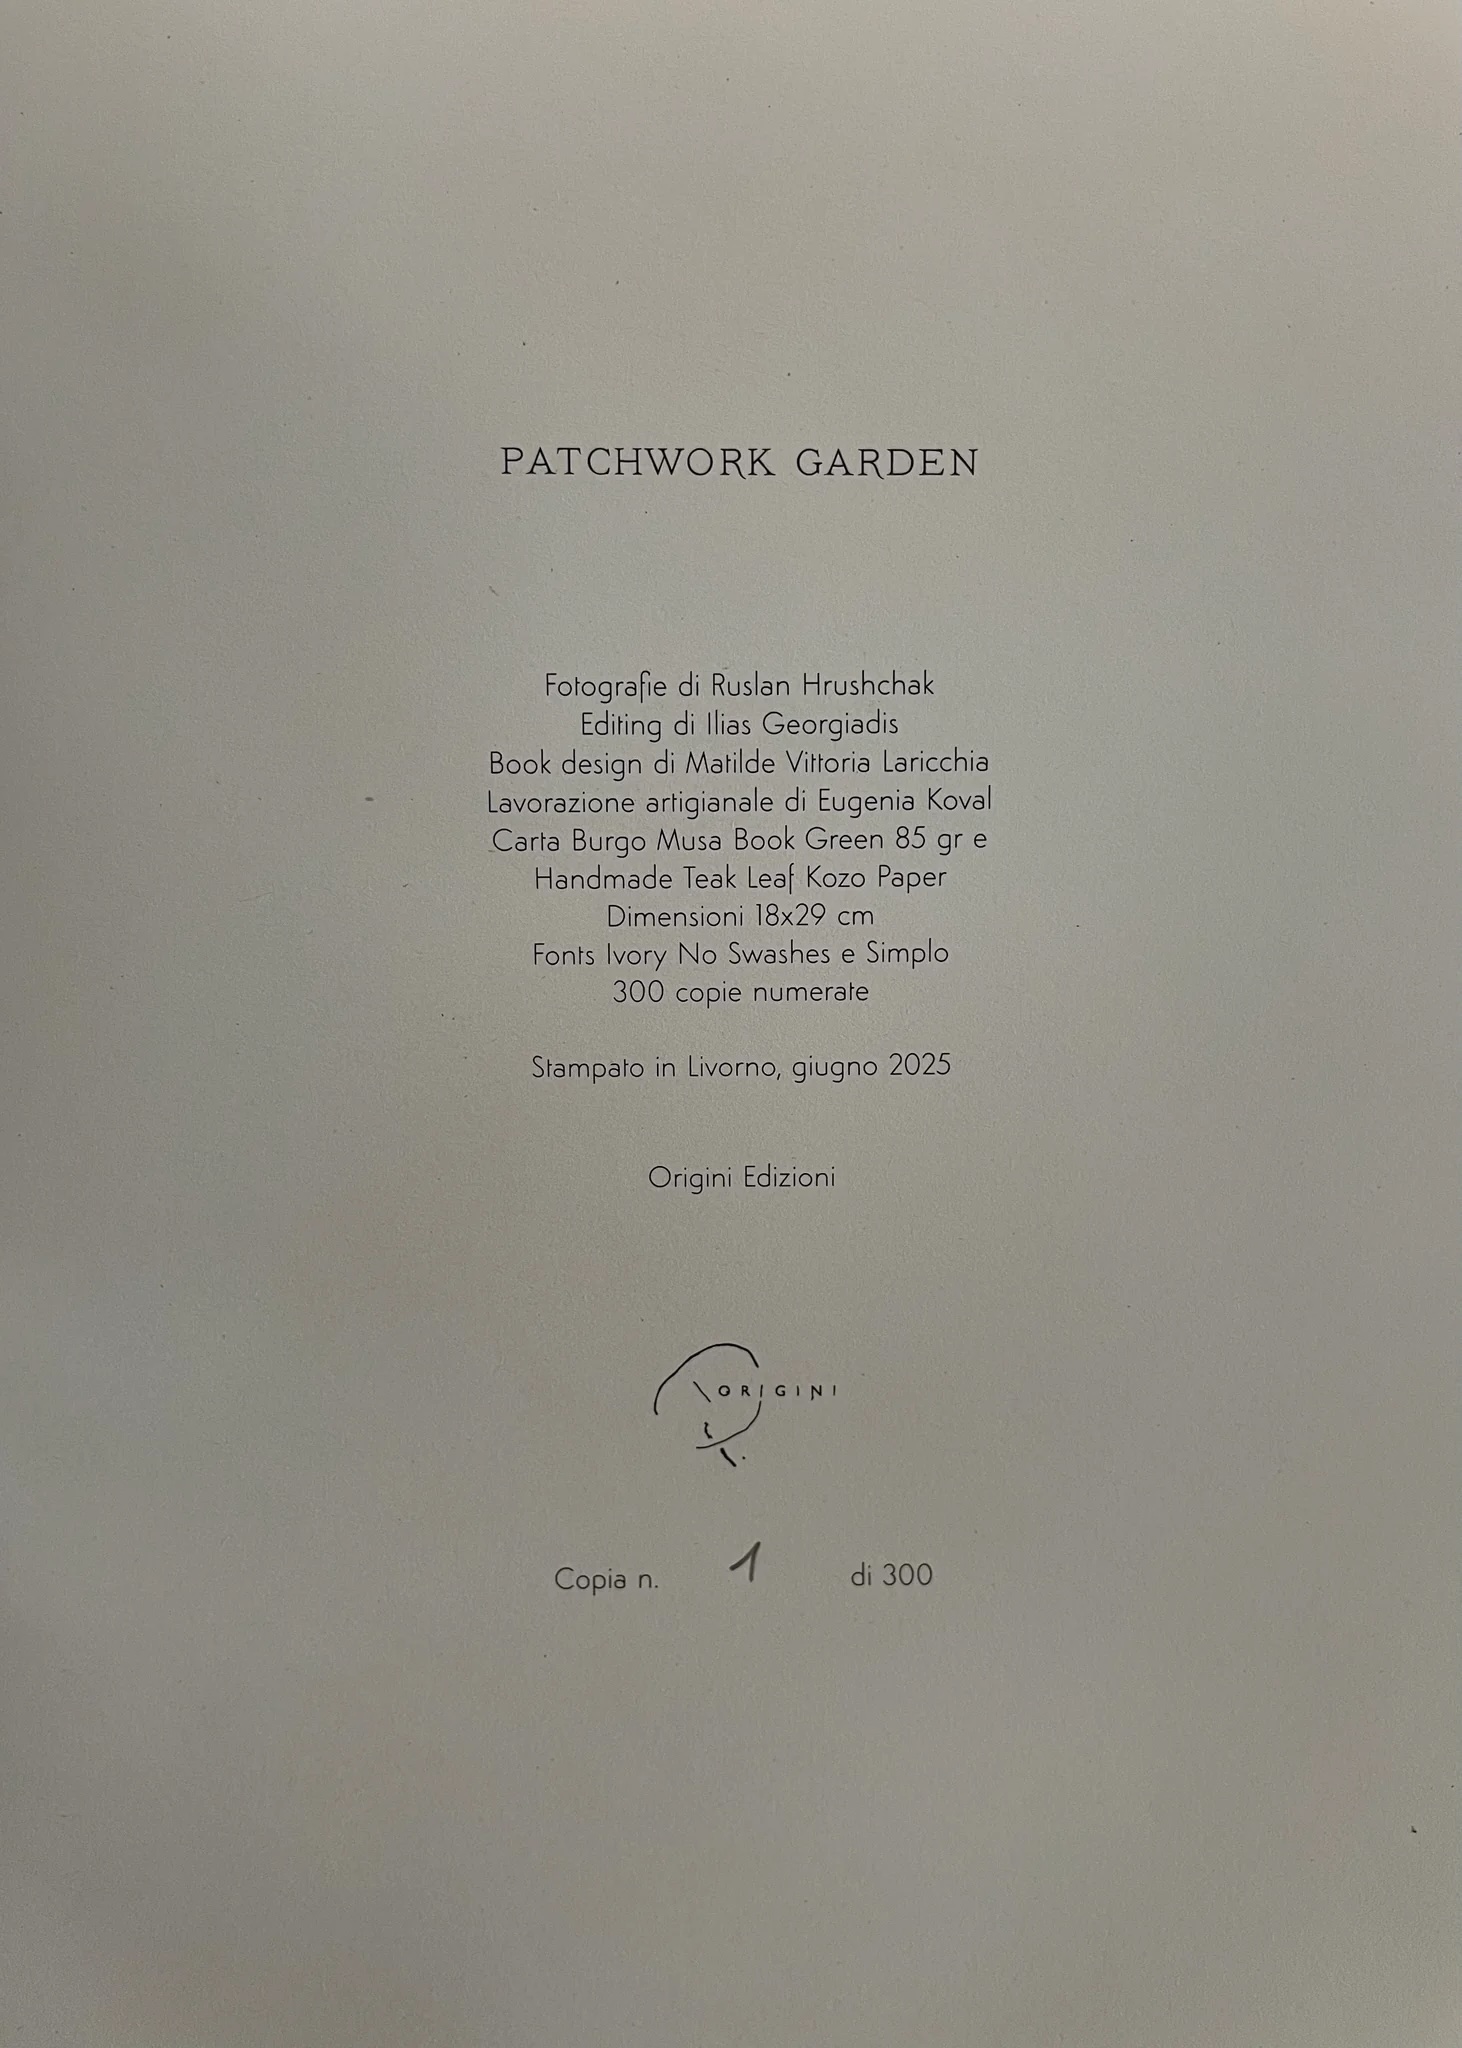 PATCHWORK GARDEN
Fotografie di Ruslan Hrushchak
Editing di Ilias Georgiadis
Book design di Matilde Vittoria Laricchia
Lavorazione artigianale di Eugenia Koval
Carta Burgo Musa Book Green 85 gr e
Handmade Teak Leaf Kozo Paper
Dimensioni 18x29 cm
Fonts Ivory No Swashes e Simplo
300 copie numerate
Stampato in Livorno, giugno 2025
Origini Edizioni
ORIGINI
Copia n. 1 di 300